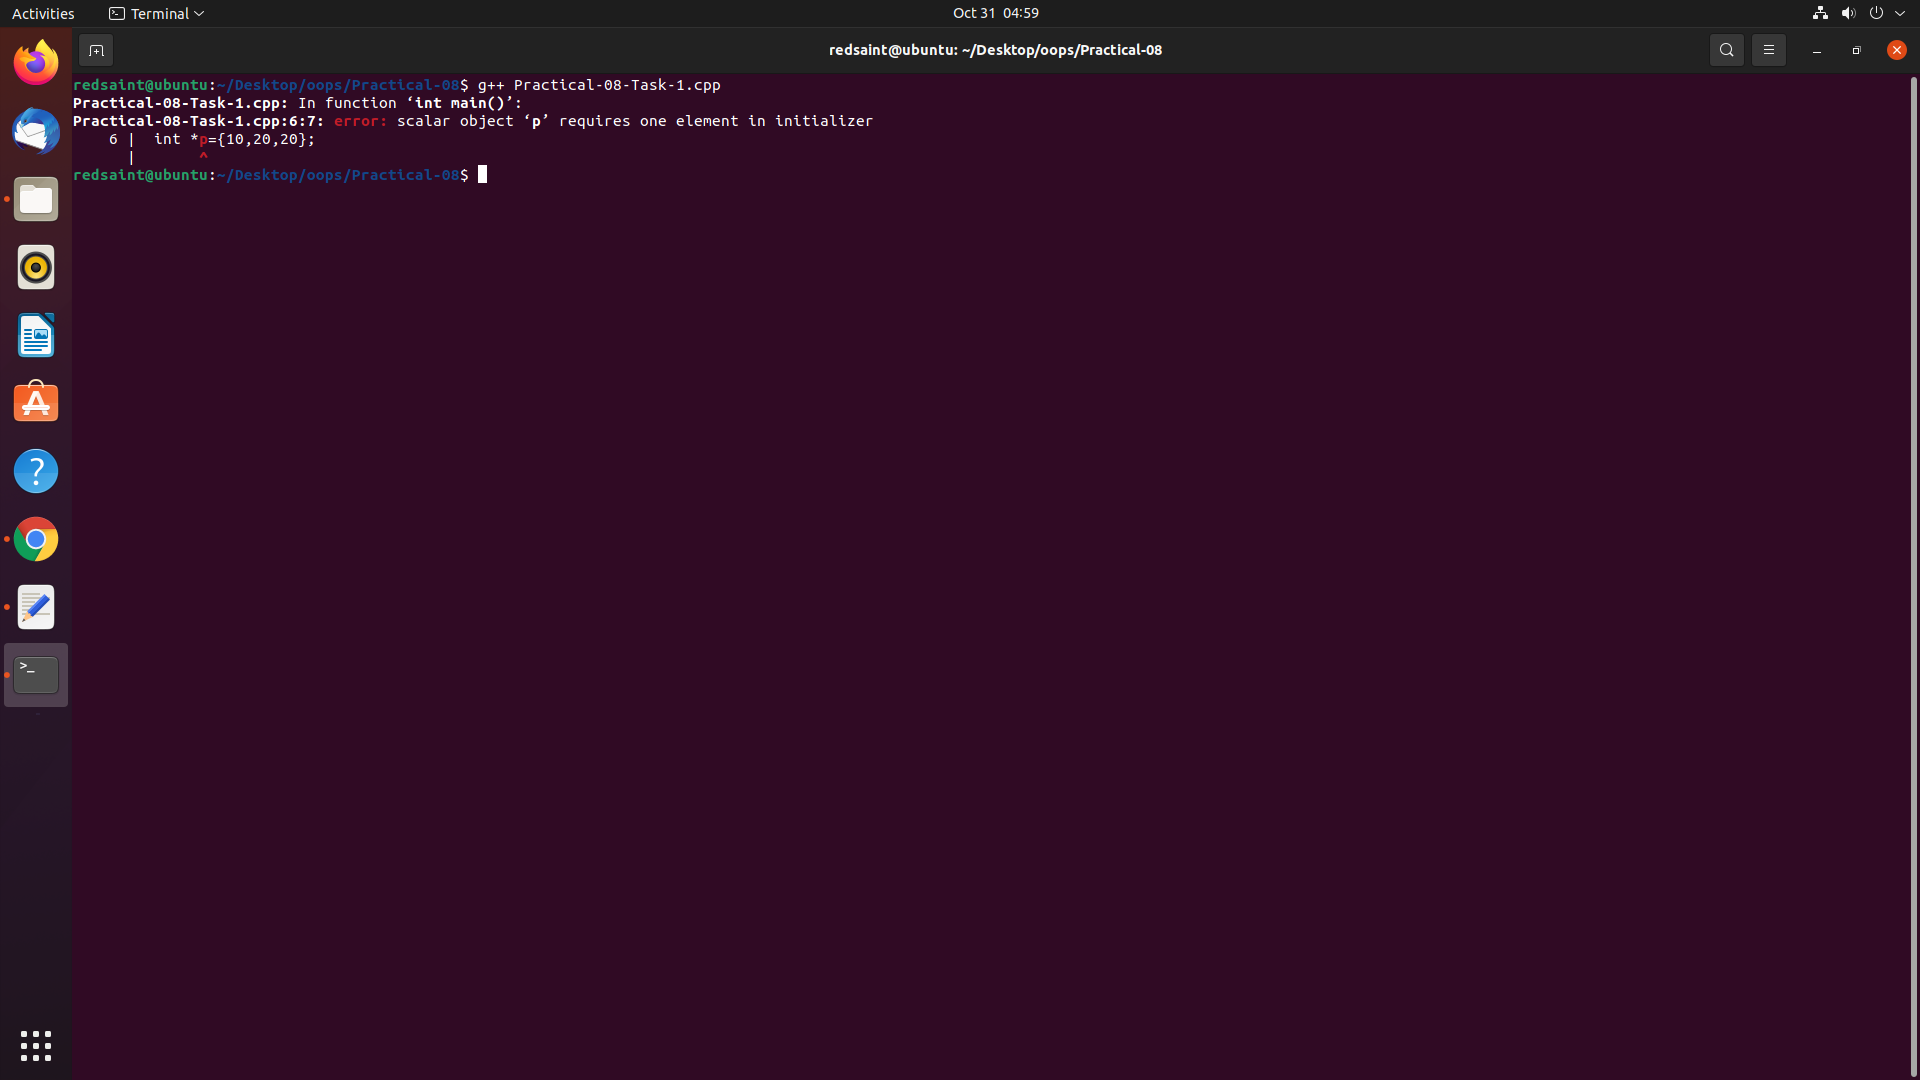 Activities Terminal Oct 31 04:59
redsaint@ubuntu: ~/Desktop/oops/Practical-08
redsaint@ubuntu:~/Desktop/oops/Practical-08$ g++ Practical-08-Task-1.cpp
Practical-08-Task-1.cpp: In function ‘int main()’:
Practical-08-Task-1.cpp:6:7: error: scalar object ‘p’ requires one element in initializer
    6 |  int *p={10,20,20};
      |       ^
redsaint@ubuntu:~/Desktop/oops/Practical-08$